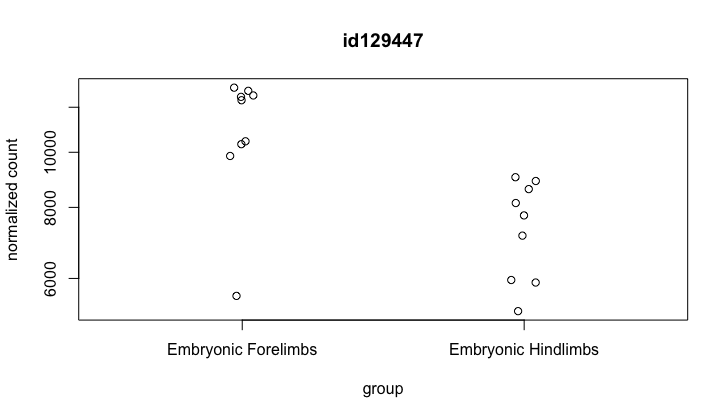 id129447
normalized count
10000
8000
6000
Embryonic Forelimbs
Embryonic Hindlimbs
group